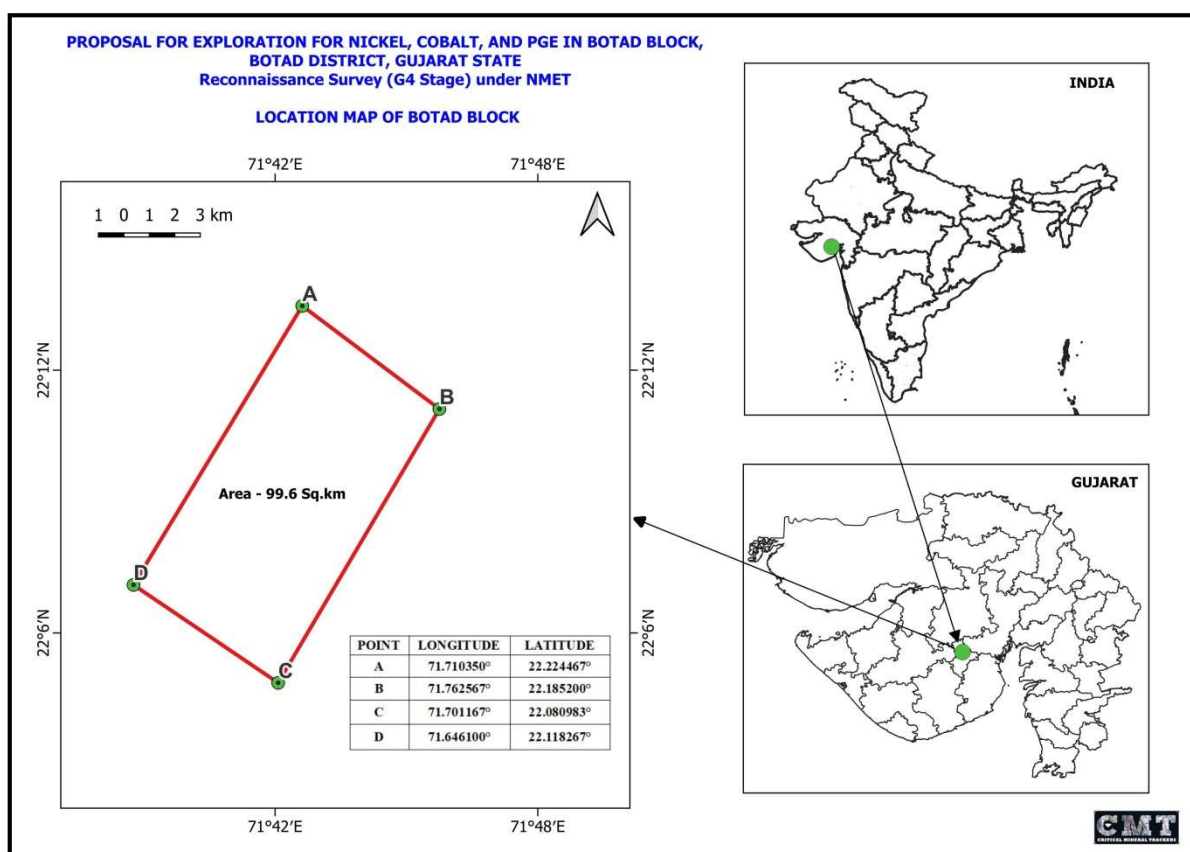 PROPOSAL FOR EXPLORATION FOR NICKEL, COBALT, AND PGE IN BOTAD BLOCK,
BOTAD DISTRICT, GUJARAT STATE
Reconnaissance Survey (G4 Stage) under NMET
LOCATION MAP OF BOTAD BLOCK
71°42'E 71°48'E
1 0 1 2 3 km
A
22°12'N 22°12'N
B
Area - 99.6 Sq.km
D
22°6'N 22°6'N
C
POINT LONGITUDE LATITUDE
A 71.710350° 22.224467°
B 71.762567° 22.185200°
C 71.701167° 22.080983°
D 71.646100° 22.118267°
71°42'E 71°48'E
INDIA
GUJARAT
CMT
CRITICAL MINERAL TRACKERS